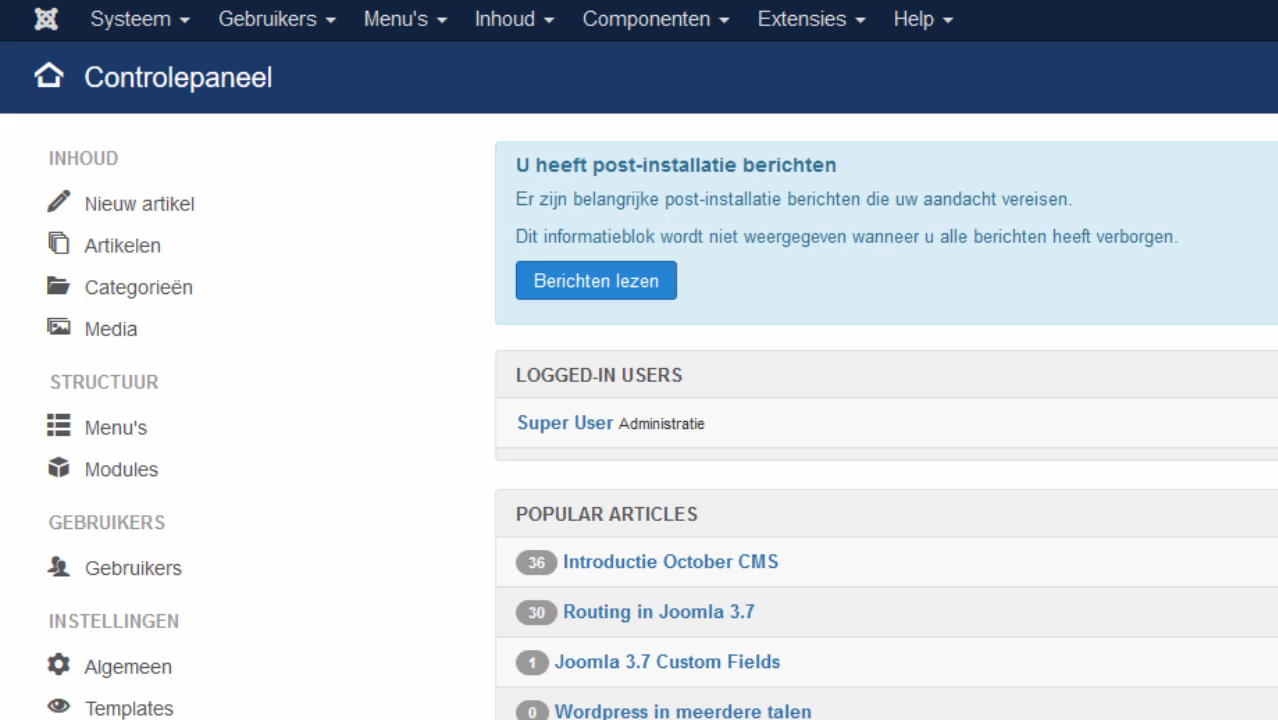 Systeem Gebruikers Menu's Inhoud Componenten Extensies Help
Controlepaneel
INHOUD
Nieuw artikel
Artikelen
Categorieën
Media
STRUCTUUR
Menu's
Modules
GEBRUIKERS
Gebruikers
INSTELLINGEN
Algemeen
Templates
U heeft post-installatie berichten
Er zijn belangrijke post-installatie berichten die uw aandacht vereisen.
Dit informatieblok wordt niet weergegeven wanneer u alle berichten heeft verborgen.
Berichten lezen
LOGGED-IN USERS
Super User Administratie
POPULAR ARTICLES
36 Introductie October CMS
30 Routing in Joomla 3.7
1 Joomla 3.7 Custom Fields
0 Wordpress in meerdere talen